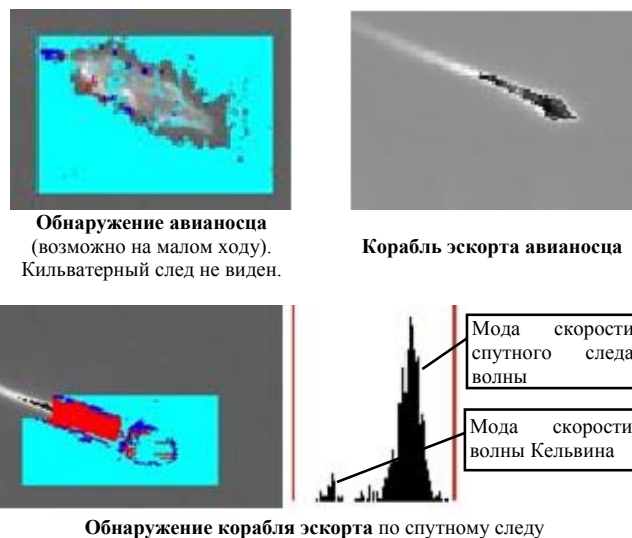 Обнаружение авианосца
(возможно на малом ходу).
Кильватерный след не виден.
Корабль эскорта авианосца
Мода скорости
спутного следа
волны
Мода скорости
волны Кельвина
Обнаружение корабля эскорта по спутному следу